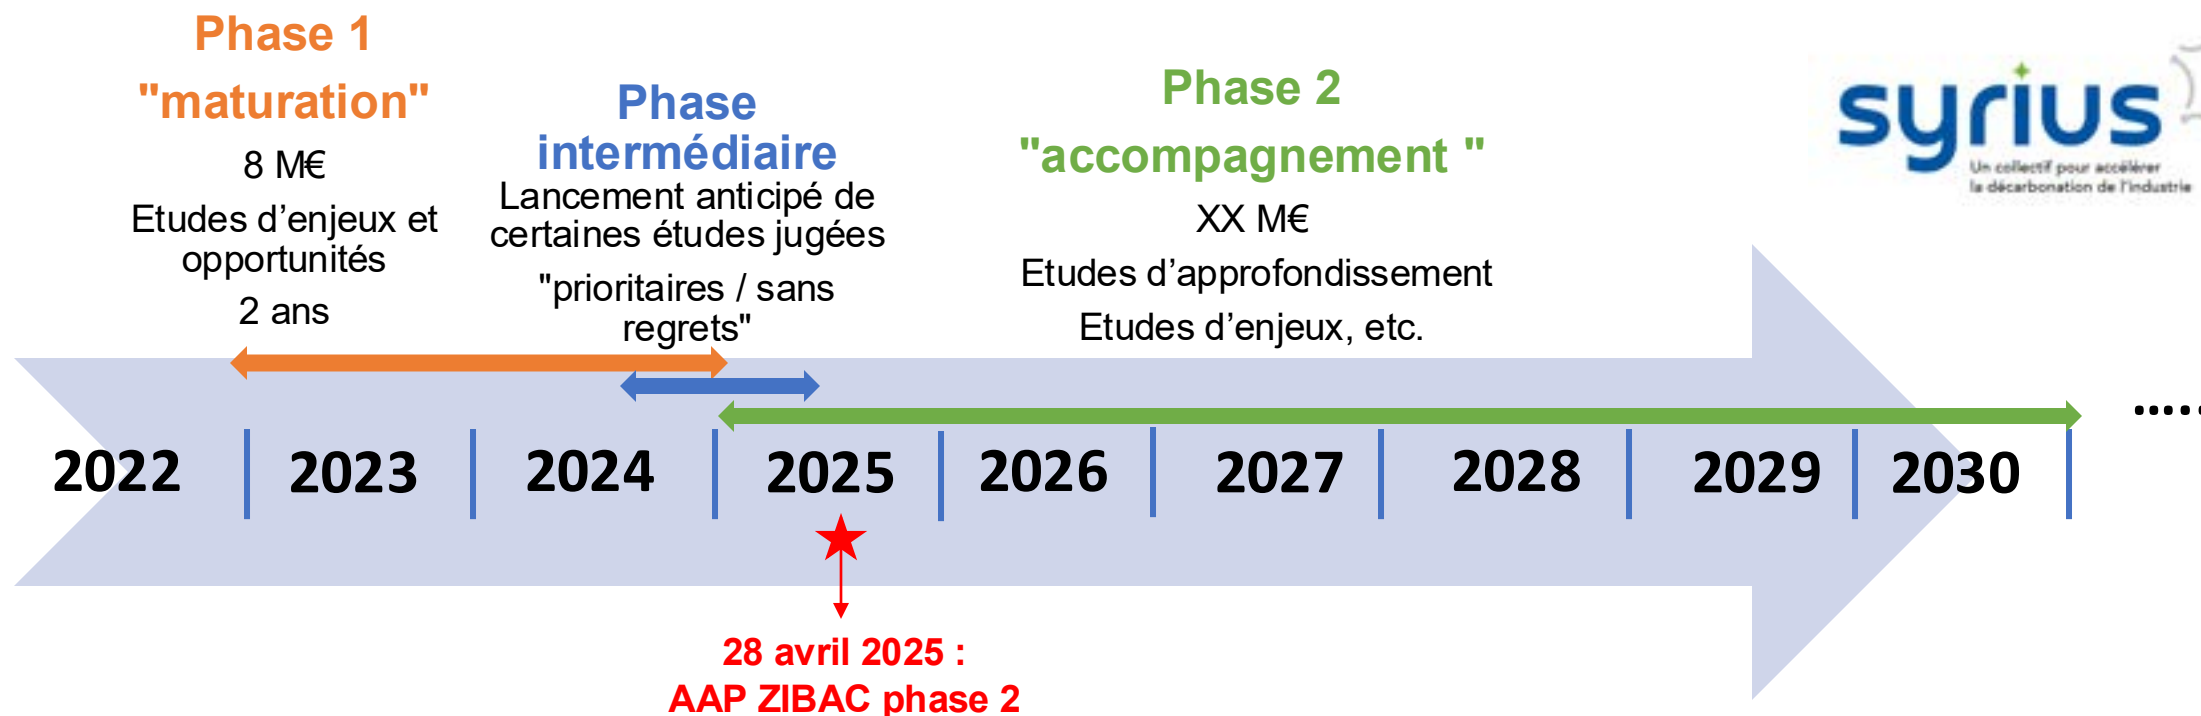 Phase 1
"maturation"
8 M€
Etudes d'enjeux et
opportunités
2 ans
Phase
intermédiaire
Lancement anticipé de
certaines études jugées
"prioritaires / sans
regrets"
Phase 2
"accompagnement "
XX M€
Etudes d'approfondissement
Etudes d'enjeux, etc.
syrius
Un collectif pour accélérer
la décarbonation de l'industrie
.....
2022 2023 2024 2025 2026 2027 2028 2029 2030
28 avril 2025 :
AAP ZIBAC phase 2